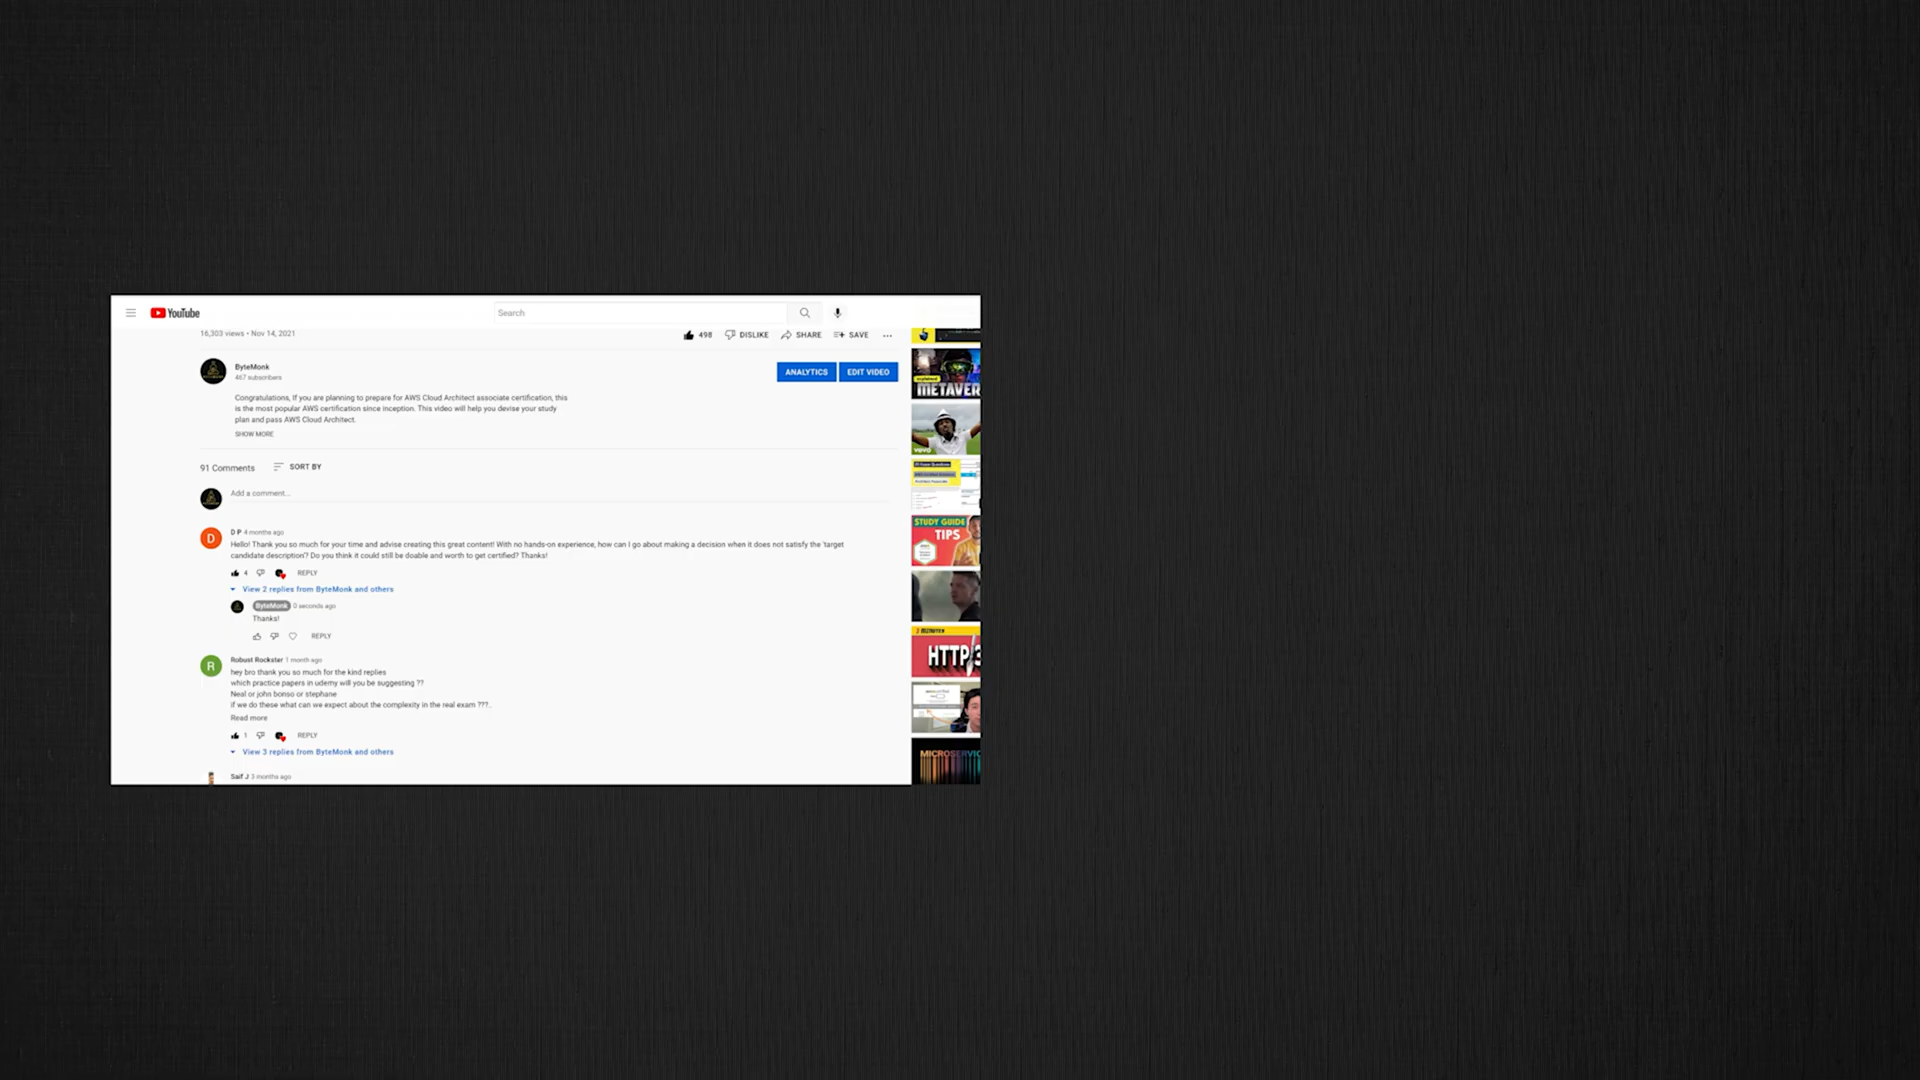 YouTube
Search
16,303 views • Nov 14, 2021
498 DISLIKE SHARE SAVE ...
ByteMonk
467 subscribers
ANALYTICS EDIT VIDEO
Congratulations, If you are planning to prepare for AWS Cloud Architect associate certification, this
is the most popular AWS certification since inception. This video will help you devise your study
plan and pass AWS Cloud Architect.
SHOW MORE
91 Comments SORT BY
Add a comment...
D P 4 months ago
Hello! Thank you so much for your time and advise creating this great content! With no hands-on experience, how can I go about making a decision when it does not satisfy the 'target
candidate description'? Do you think it could still be doable and worth to get certified? Thanks!
4 REPLY
View 2 replies from ByteMonk and others
ByteMonk 0 seconds ago
Thanks!
REPLY
Robust Rockster 1 month ago
hey bro thank you so much for the kind replies
which practice papers in udemy will you be suggesting ??
Neal or john bonso or stephane
if we do these what can we expect about the complexity in the real exam ???..
Read more
1 REPLY
View 3 replies from ByteMonk and others
Saif J 3 months ago
METAVER
vevo
STUDY GUIDE
TIPS
HTTP
MICROSERVIC